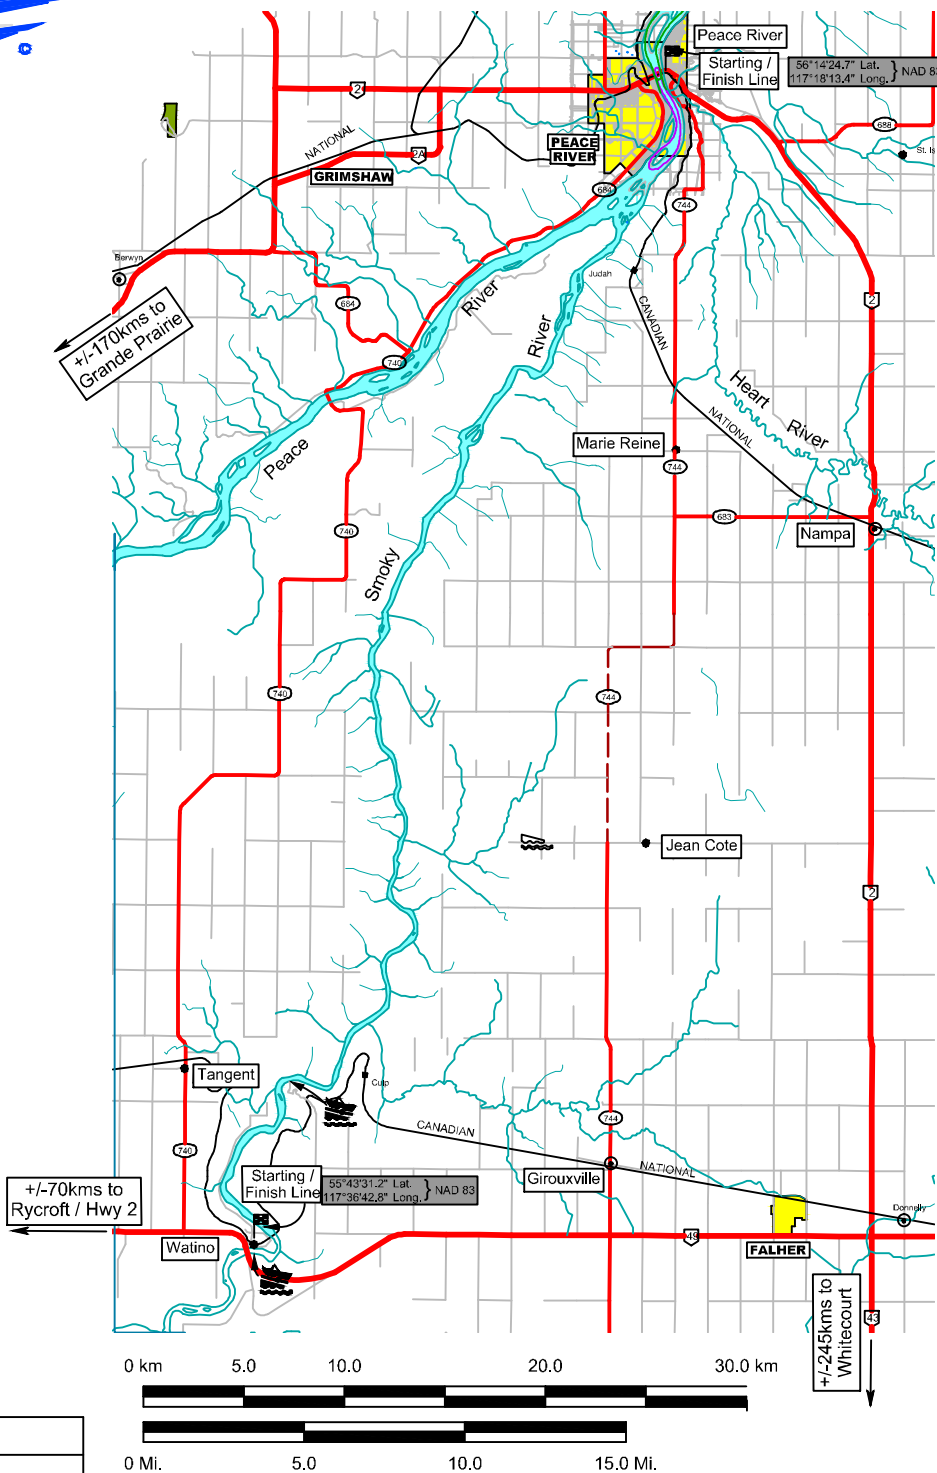 ©
Peace River
Starting /
Finish Line
56°14'24.7" Lat.
117°18'13.4" Long.
NAD 83
2
688
St. Is
NATIONAL
2A
PEACE
RIVER
GRIMSHAW
684
744
Berwyn
Judah
684
2
River
CANADIAN
River
+/-170kms to
Grande Prairie
740
Heart
River
NATIONAL
Marie Reine
744
Peace
683
740
Nampa
Smoky
740
744
Jean Cote
2
Tangent
Culp
CANADIAN
744
740
NATIONAL
Girouxville
Starting /
Finish Line
55°43'31.2" Lat.
117°36'42.8" Long.
NAD 83
+/-70kms to
Rycroft / Hwy 2
Donnelly
Watino
49
FALHER
+/-245kms to
Whitecourt
43
0 km 5.0 10.0 20.0 30.0 km
0 Mi. 5.0 10.0 15.0 Mi.